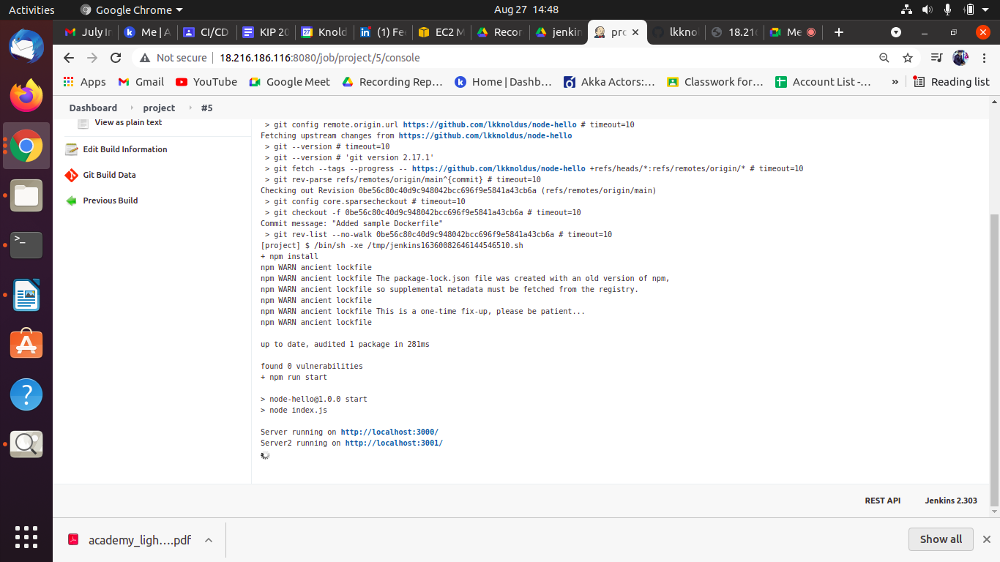 Activities
Google Chrome
Aug 27 14:48
July In
Me | A
CI/CD
KIP 20
Knold
(1) Fe
EC2 M
Recor
jenkin
pro
lkknol
18.216
Me
Not secure
18.216.186.116:8080/job/project/5/console
Apps
Gmail
YouTube
Google Meet
Recording Rep...
Home | Dashb...
Akka Actors:...
Classwork for...
Account List -...
»
Reading list
Dashboard
project
#5
View as plain text
Edit Build Information
Git Build Data
Previous Build
> git config remote.origin.url https://github.com/lkknoldus/node-hello # timeout=10
Fetching upstream changes from https://github.com/lkknoldus/node-hello
> git --version # timeout=10
> git --version # 'git version 2.17.1'
> git fetch --tags --progress -- https://github.com/lkknoldus/node-hello +refs/heads/*:refs/remotes/origin/* # timeout=10
> git rev-parse refs/remotes/origin/main^{commit} # timeout=10
Checking out Revision 0be56c80c40d9c948042bcc696f9e5841a43cb6a (refs/remotes/origin/main)
> git config core.sparsecheckout # timeout=10
> git checkout -f 0be56c80c40d9c948042bcc696f9e5841a43cb6a # timeout=10
Commit message: "Added sample Dockerfile"
> git rev-list --no-walk 0be56c80c40d9c948042bcc696f9e5841a43cb6a # timeout=10
[project] $ /bin/sh -xe /tmp/jenkins16360082646144546510.sh
+ npm install
npm WARN ancient lockfile
npm WARN ancient lockfile The package-lock.json file was created with an old version of npm,
npm WARN ancient lockfile so supplemental metadata must be fetched from the registry.
npm WARN ancient lockfile
npm WARN ancient lockfile This is a one-time fix-up, please be patient...
npm WARN ancient lockfile
up to date, audited 1 package in 281ms
found 0 vulnerabilities
+ npm run start
> node-hello@1.0.0 start
> node index.js
Server running on http://localhost:3000/
Server2 running on http://localhost:3001/
REST API
Jenkins 2.303
academy_ligh....pdf
Show all